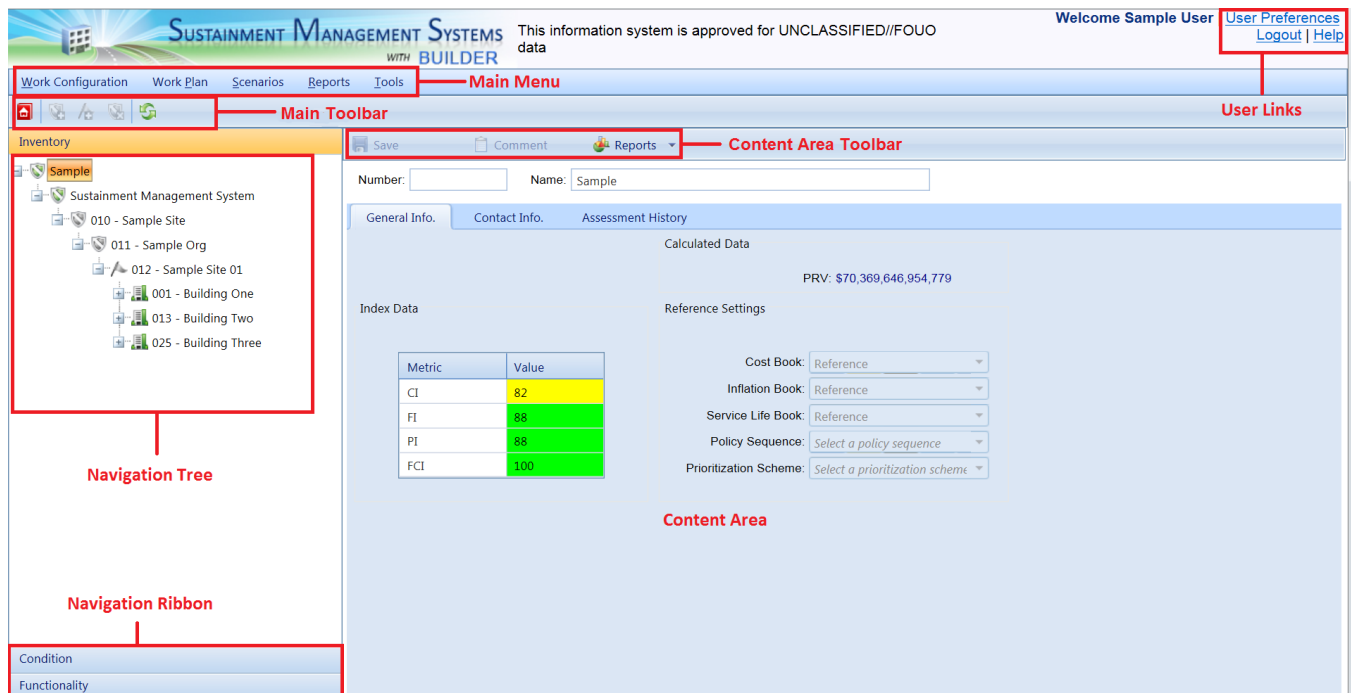 SUSTAINMENT MANAGEMENT SYSTEMS
WITH BUILDER
This information system is approved for UNCLASSIFIED//FOUO
data
Welcome Sample User
User Preferences
Logout | Help
Work Configuration Work Plan Scenarios Reports Tools
Main Menu
Main Toolbar
User Links
Inventory
Save Comment Reports
Content Area Toolbar
Sample
Sustainment Management System
010 - Sample Site
011 - Sample Org
012 - Sample Site 01
001 - Building One
013 - Building Two
025 - Building Three
Navigation Tree
Number: Name: Sample
General Info. Contact Info. Assessment History
Calculated Data
PRV: $70,369,646,954,779
Index Data
Metric Value
CI 82
FI 88
PI 88
FCI 100
Reference Settings
Cost Book: Reference
Inflation Book: Reference
Service Life Book: Reference
Policy Sequence: Select a policy sequence
Prioritization Scheme: Select a prioritization scheme
Content Area
Navigation Ribbon
Condition
Functionality